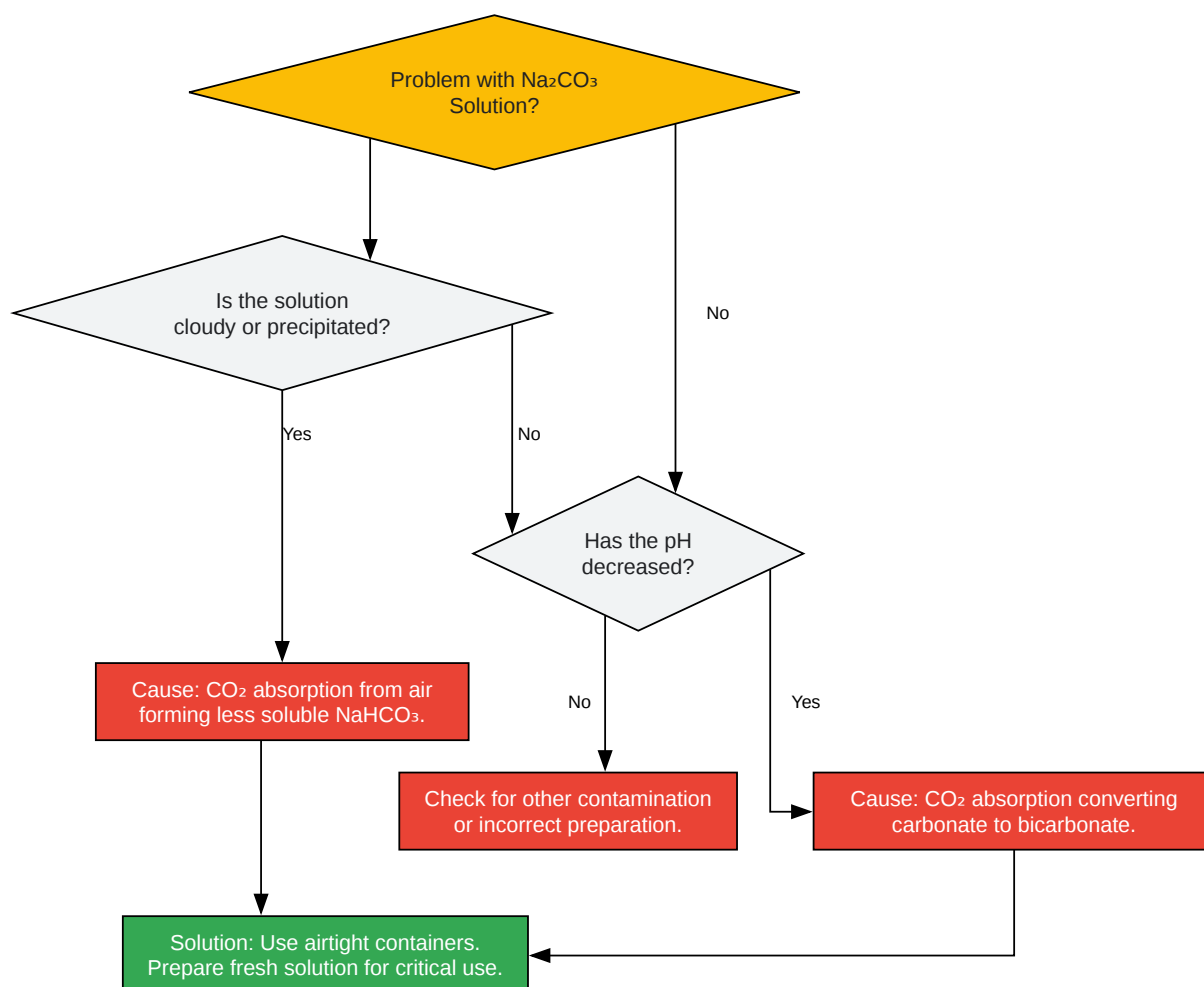 Problem with Na₂CO₃
Solution?
Is the solution
cloudy or precipitated?
No
Yes
No
Has the pH
decreased?
Cause: CO₂ absorption from air
forming less soluble NaHCO₃.
No
Yes
Check for other contamination
or incorrect preparation.
Cause: CO₂ absorption converting
carbonate to bicarbonate.
Solution: Use airtight containers.
Prepare fresh solution for critical use.